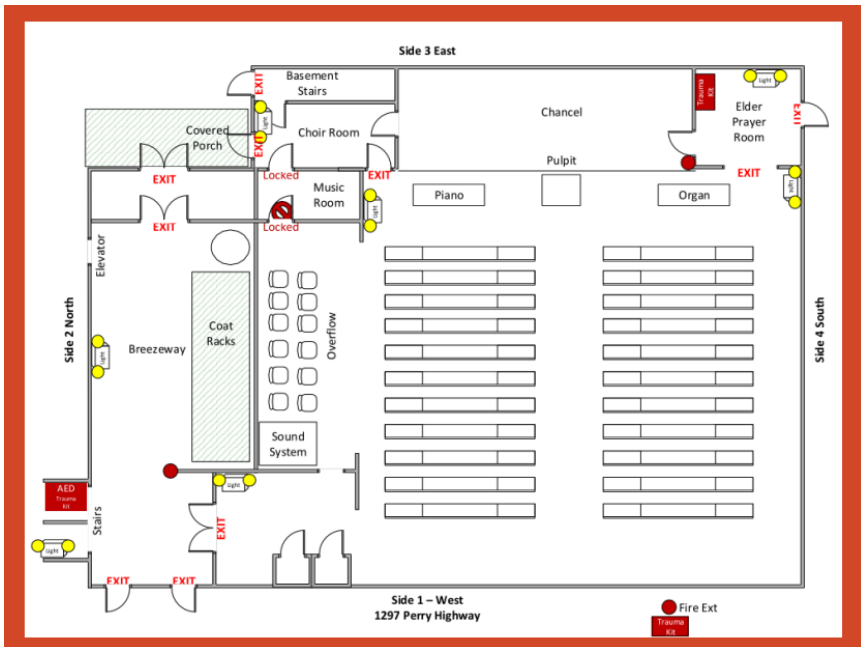 Side 3 East
EXIT
Basement
Stairs
Light
Choir Room
Covered
Porch
EXIT
Chancel
Trauma
Kit
Light
Elder
Prayer
Room
EXIT
Pulpit
EXIT
EXIT
Locked
EXIT
Music
Room
Light
Piano
Organ
Light
EXIT
Locked
Elevator
Side 2 North
Coat
Racks
Breezeway
Light
Overflow
Side 4 South
Sound
System
AED
Trauma
Kit
Light
Stairs
EXIT
Light
EXIT
EXIT
Side 1 – West
1297 Perry Highway
Fire Ext
Trauma
Kit